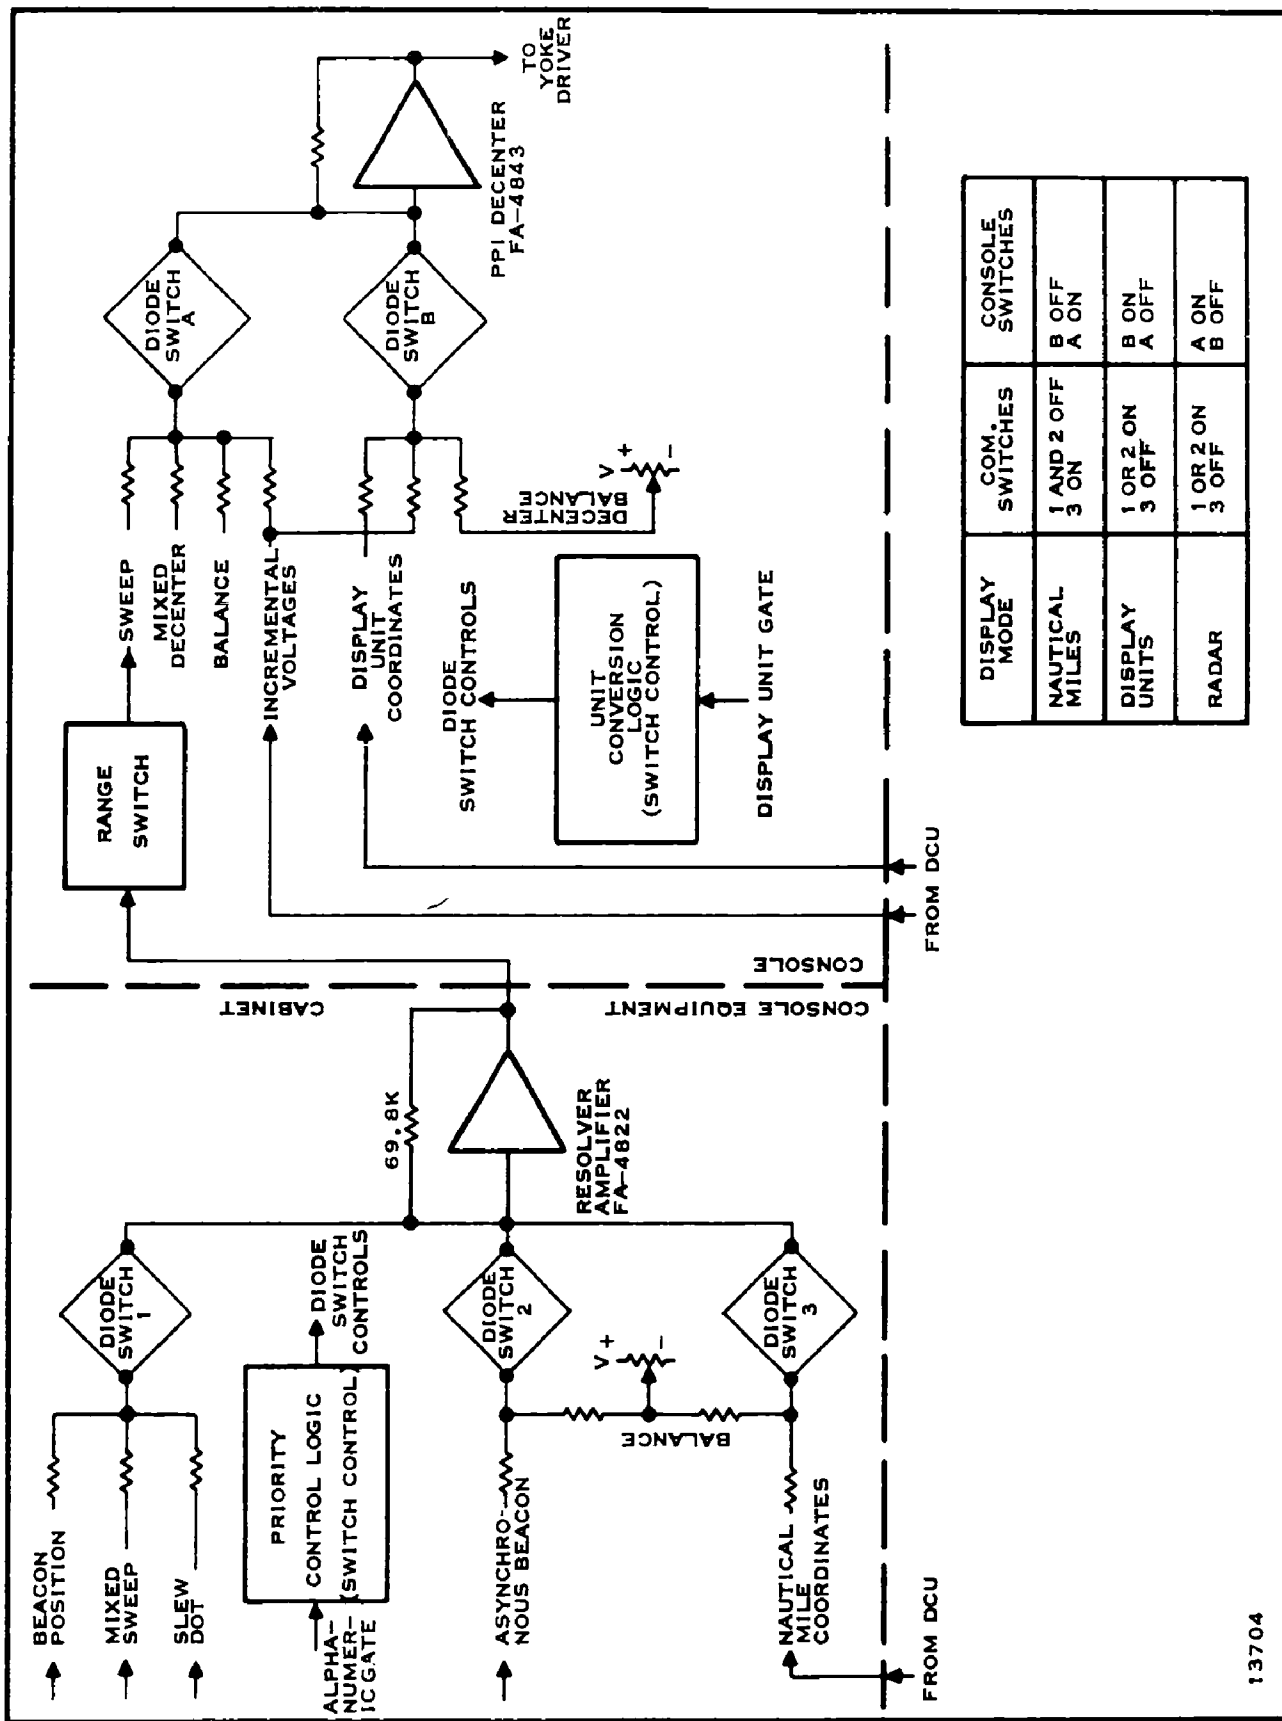 BEACON
POSITION
MIXED
SWEEP
SLEW
DOT
DIODE
SWITCH
1
ALPHA-
NUMER-
IC GATE
PRIORITY
CONTROL LOGIC
(SWITCH CONTROL)
DIODE
SWITCH
CONTROLS
ASYNCHRO-
NOUS BEACON
DIODE
SWITCH
2
BALANCE
V
+
-
NAUTICAL
MILE
COORDINATES
DIODE
SWITCH
3
FROM DCU
69.8K
RESOLVER
AMPLIFIER
FA-4822
CABINET
CONSOLE EQUIPMENT
CONSOLE
RANGE
SWITCH
SWEEP
MIXED
DECENTER
BALANCE
INCREMENTAL
VOLTAGES
DISPLAY
UNIT
COORDINATES
DIODE
SWITCH
A
DIODE
SWITCH
B
DECENTER
BALANCE
V
+
-
DIODE
SWITCH CONTROLS
UNIT
CONVERSION
LOGIC
(SWITCH CONTROL)
DISPLAY UNIT GATE
FROM DCU
PPI DECENTER
FA-4843
TO
YOKE
DRIVER
DISPLAY
MODE
COM.
SWITCHES
CONSOLE
SWITCHES
NAUTICAL
MILES
1 AND 2 OFF
3 ON
B OFF
A ON
DISPLAY
UNITS
1 OR 2 ON
3 OFF
B ON
A OFF
RADAR
1 OR 2 ON
3 OFF
A ON
B OFF
13704